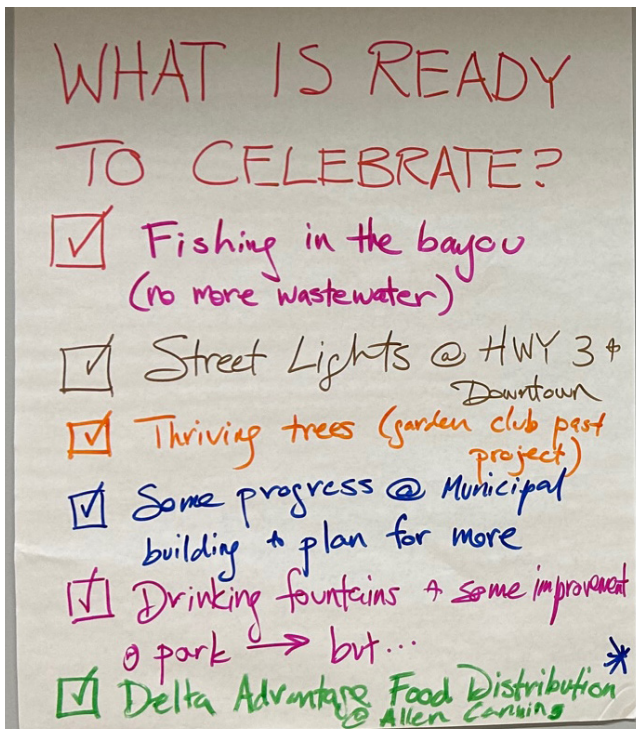 WHAT IS READY
TO CELEBRATE?
Fishing in the bayou
(no more wastewater)
Street Lights @ HWY 3 +
Downtown
Thriving trees (garden club past
project)
Some progress @ Municipal
building + plan for more
Drinking fountains + some improvement
@ park → but...
*
Delta Advantage Food Distribution
@ Allen Canning